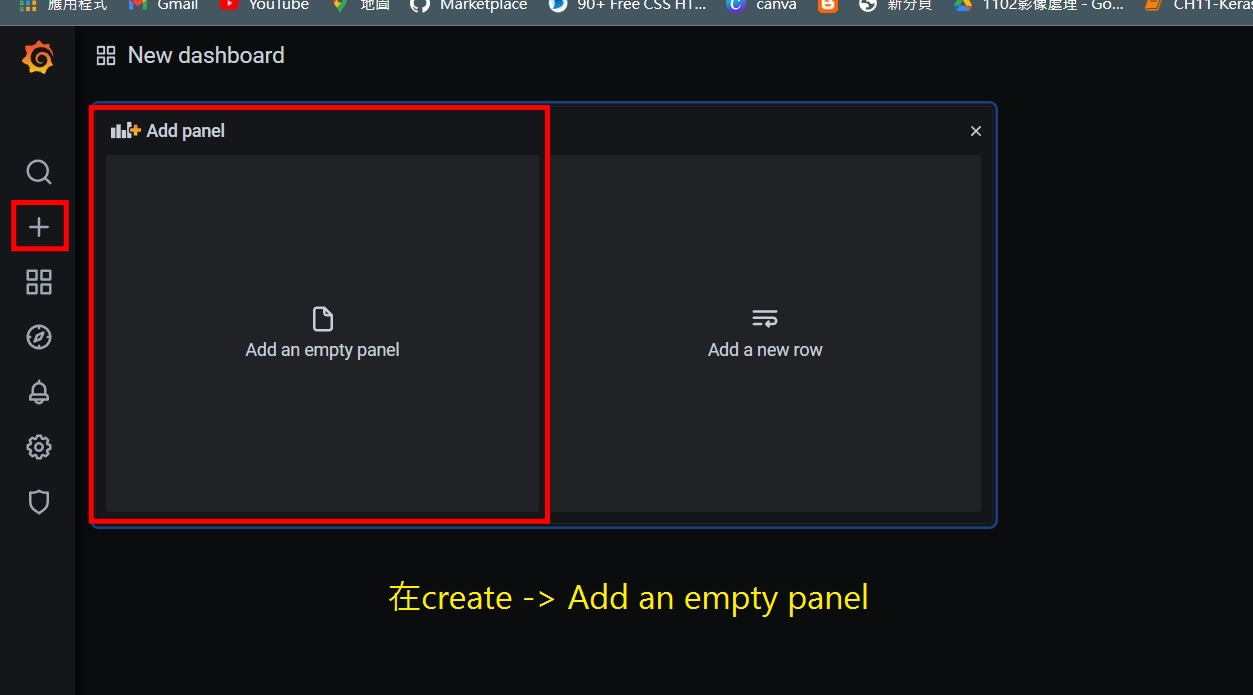 應用程式 Gmail YouTube 地圖 Marketplace 90+ Free CSS HT... canva 新分頁 1102影像處理 - Go... CH11-Keras
New dashboard
Add panel
Add an empty panel
Add a new row
在create -> Add an empty panel